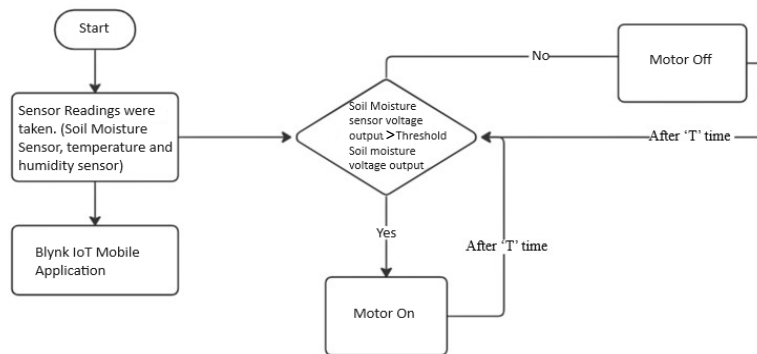 Start
Sensor Readings were
taken. (Soil Moisture
Sensor, temperature and
humidity sensor)
Blynk IoT Mobile
Application
Soil Moisture
sensor voltage
output >Threshold
Soil moisture
voltage output
No
Motor Off
After 'T' time
Yes
After 'T' time
Motor On